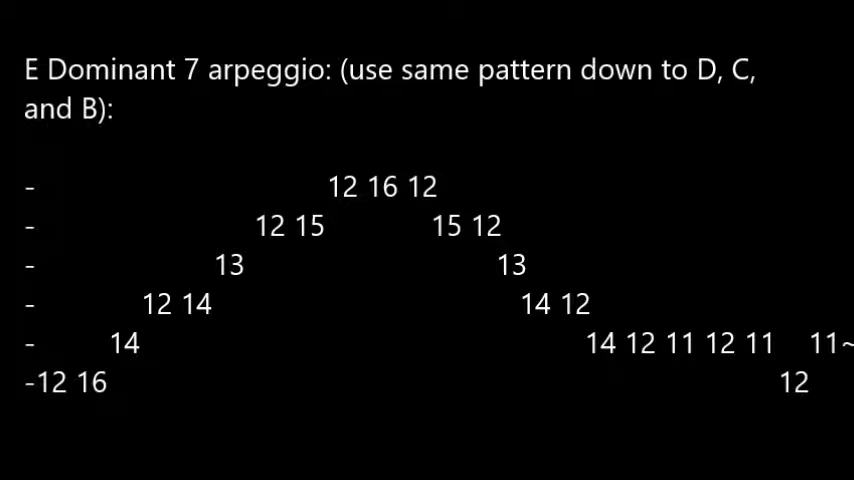 E Dominant 7 arpeggio: (use same pattern down to D, C,
and B):
- 12 16 12
- 12 15 15 12
- 13 13
- 12 14 14 12
- 14 14 12 11 12 11 11~
-12 16 12